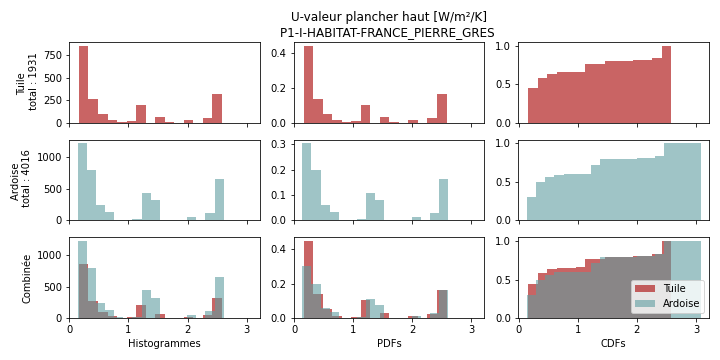 U-valeur plancher haut [W/m²/K]
P1-I-HABITAT-FRANCE_PIERRE_GRES
Tuile
total : 1931
750
500
250
0
0.4
0.2
0.0
1.0
0.5
0.0
Ardoise
total : 4016
1000
500
0
0.3
0.2
0.1
0.0
1.0
0.5
0.0
Combinée
1000
500
0
0.4
0.2
0.0
1.0
0.5
0.0
Tuile
Ardoise
0 1 2 3
0 1 2 3
0 1 2 3
Histogrammes
PDFs
CDFs